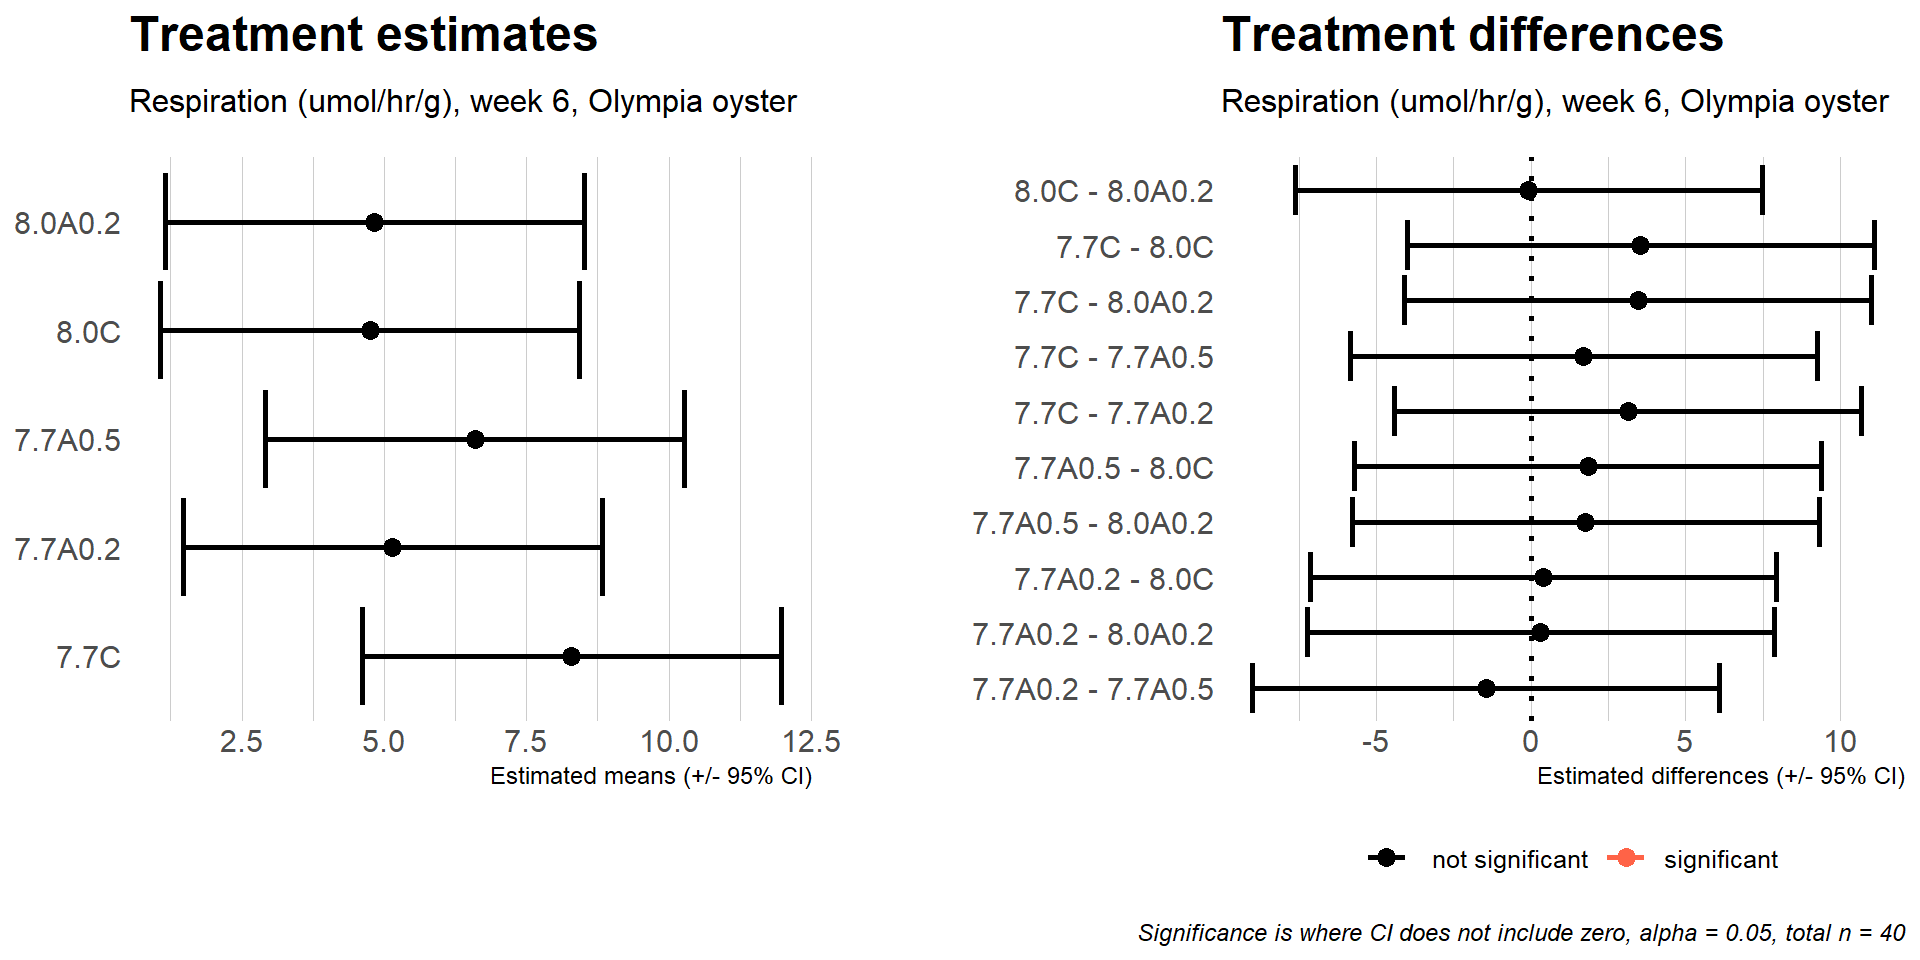 Treatment estimates
Respiration (umol/hr/g), week 6, Olympia oyster
8.0A0.2
8.0C
7.7A0.5
7.7A0.2
7.7C
2.5 5.0 7.5 10.0 12.5
Estimated means (+/- 95% CI)
Treatment differences
Respiration (umol/hr/g), week 6, Olympia oyster
8.0C - 8.0A0.2
7.7C - 8.0C
7.7C - 8.0A0.2
7.7C - 7.7A0.5
7.7C - 7.7A0.2
7.7A0.5 - 8.0C
7.7A0.5 - 8.0A0.2
7.7A0.2 - 8.0C
7.7A0.2 - 8.0A0.2
7.7A0.2 - 7.7A0.5
-5 0 5 10
Estimated differences (+/- 95% CI)
not significant significant
Significance is where CI does not include zero, alpha = 0.05, total n = 40